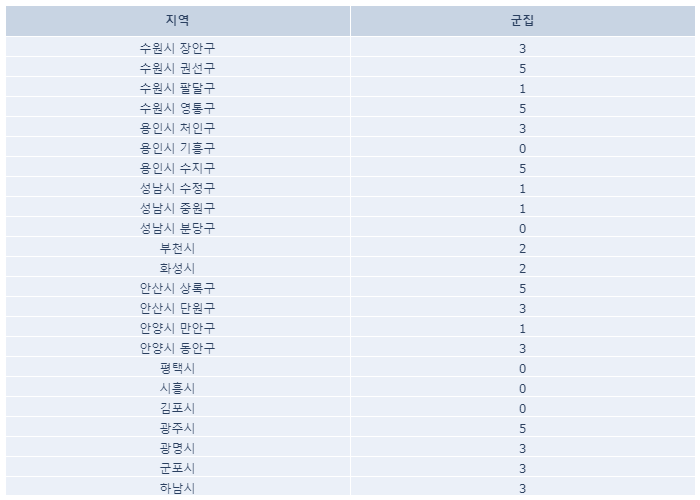 지역 군집
수원시 장안구 3
수원시 권선구 5
수원시 팔달구 1
수원시 영통구 5
용인시 처인구 3
용인시 기흥구 0
용인시 수지구 5
성남시 수정구 1
성남시 중원구 1
성남시 분당구 0
부천시 2
화성시 2
안산시 상록구 5
안산시 단원구 3
안양시 만안구 1
안양시 동안구 3
평택시 0
시흥시 0
김포시 0
광주시 5
광명시 3
군포시 3
하남시 3